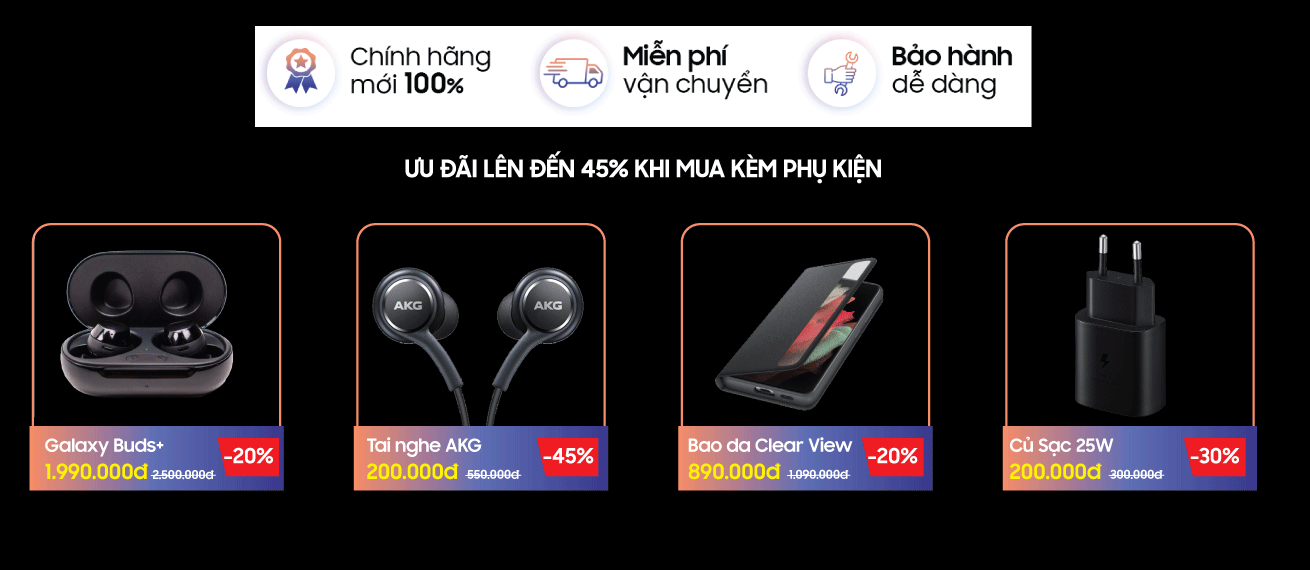 Chính hãng
mới 100%
Miễn phí
vận chuyển
Bảo hành
dễ dàng
ƯU ĐÃI LÊN ĐẾN 45% KHI MUA KÈM PHỤ KIỆN
AKG AKG
Galaxy Buds+
1.990.000đ 2,500,000đ
-20%
Tai nghe AKG
200.000đ 550,000đ
-45%
Bao da Clear View
890.000đ 1.090.000đ
-20%
Củ Sạc 25W
200.000đ 300,000đ
-30%